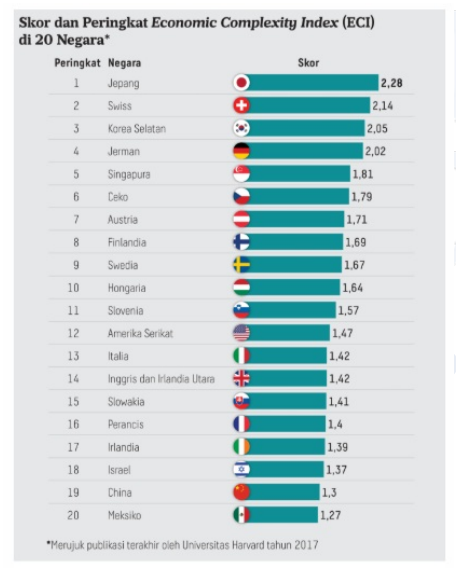 Skor dan Peringkat Economic Complexity Index (ECI)
di 20 Negara*
Peringkat Negara Skor
1 Jepang 2,28
2 Swiss 2,14
3 Korea Selatan 2,05
4 Jerman 2,02
5 Singapura 1,81
6 Ceko 1,79
7 Austria 1,71
8 Finlandia 1,69
9 Swedia 1,67
10 Hongaria 1,64
11 Slovenia 1,57
12 Amerika Serikat 1,47
13 Italia 1,42
14 Inggris dan Irlandia Utara 1,42
15 Slowakia 1,41
16 Perancis 1,4
17 Irlandia 1,39
18 Israel 1,37
19 China 1,3
20 Meksiko 1,27
*Merujuk publikasi terakhir oleh Universitas Harvard tahun 2017